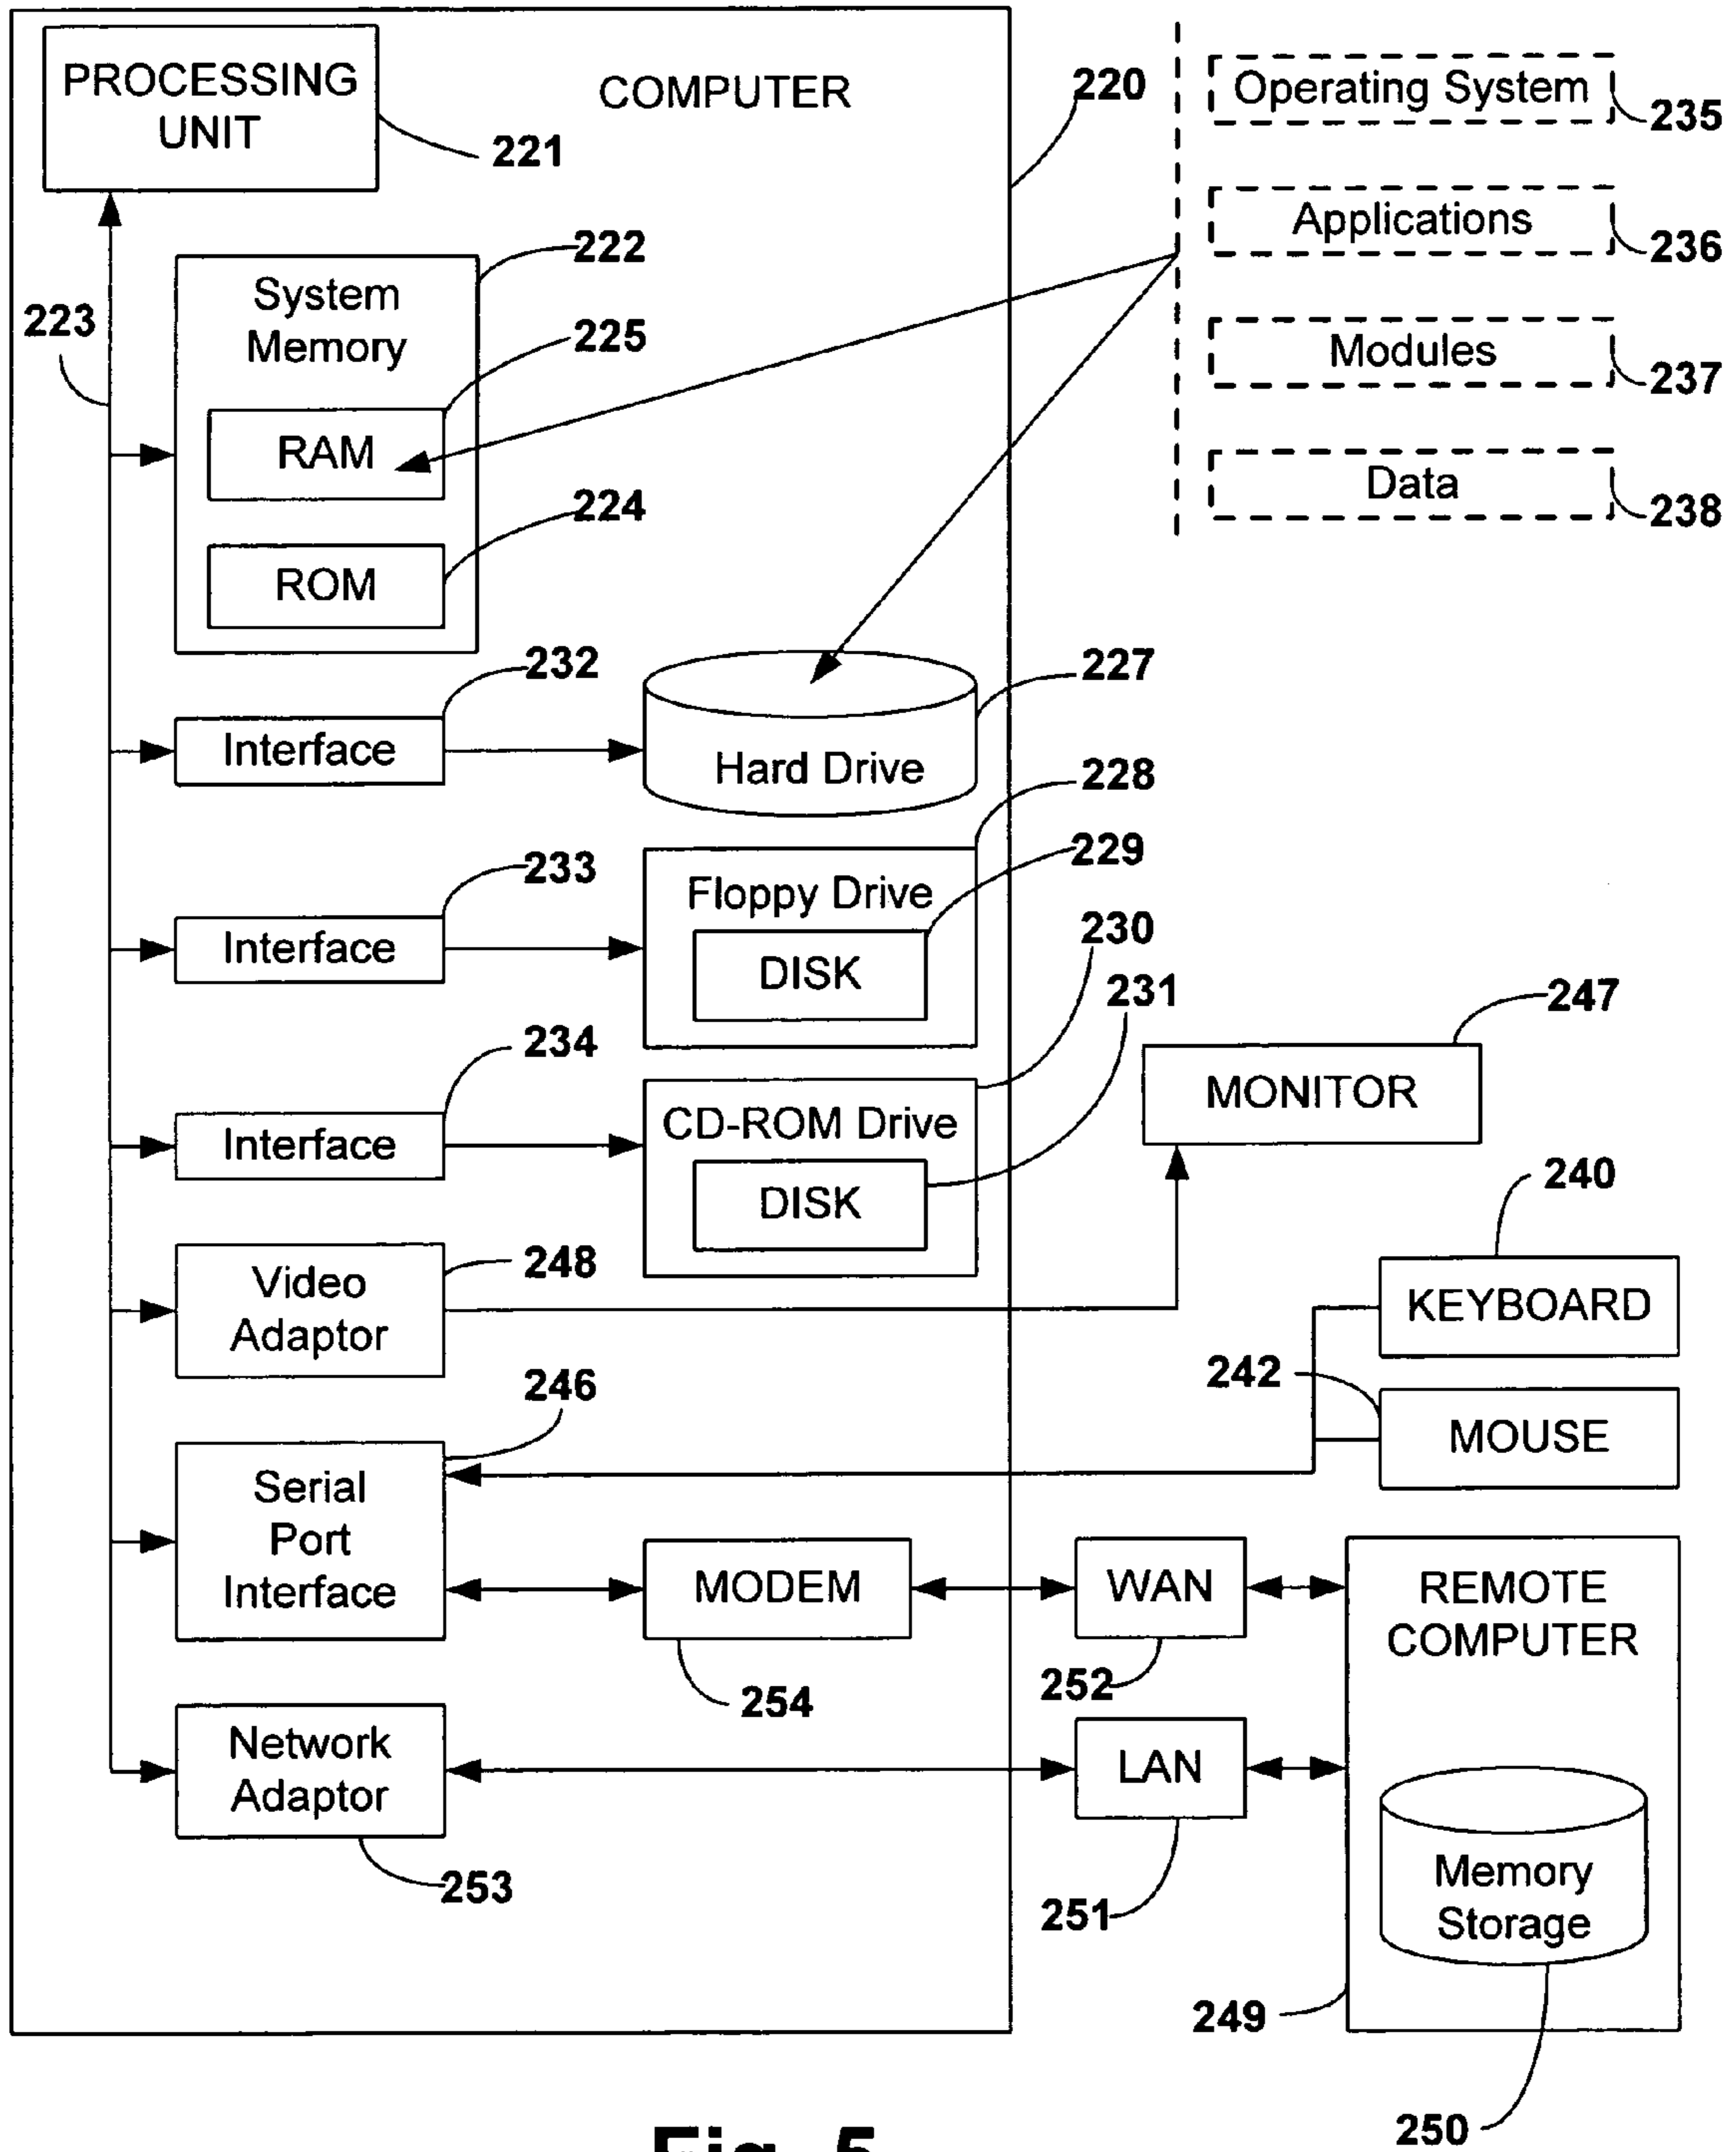 PROCESSING
UNIT
COMPUTER
220
221
Operating System
235
Applications
236
Modules
237
Data
238
222
System
Memory
223
225
RAM
224
ROM
232
Interface
227
Hard Drive
228
233
Interface
229
Floppy Drive
DISK
230
231
234
Interface
CD-ROM Drive
DISK
247
MONITOR
240
KEYBOARD
248
Video
Adaptor
242
MOUSE
246
Serial
Port
Interface
MODEM
254
WAN
252
REMOTE
COMPUTER
Network
Adaptor
253
LAN
251
Memory
Storage
249
250
Fig. 5